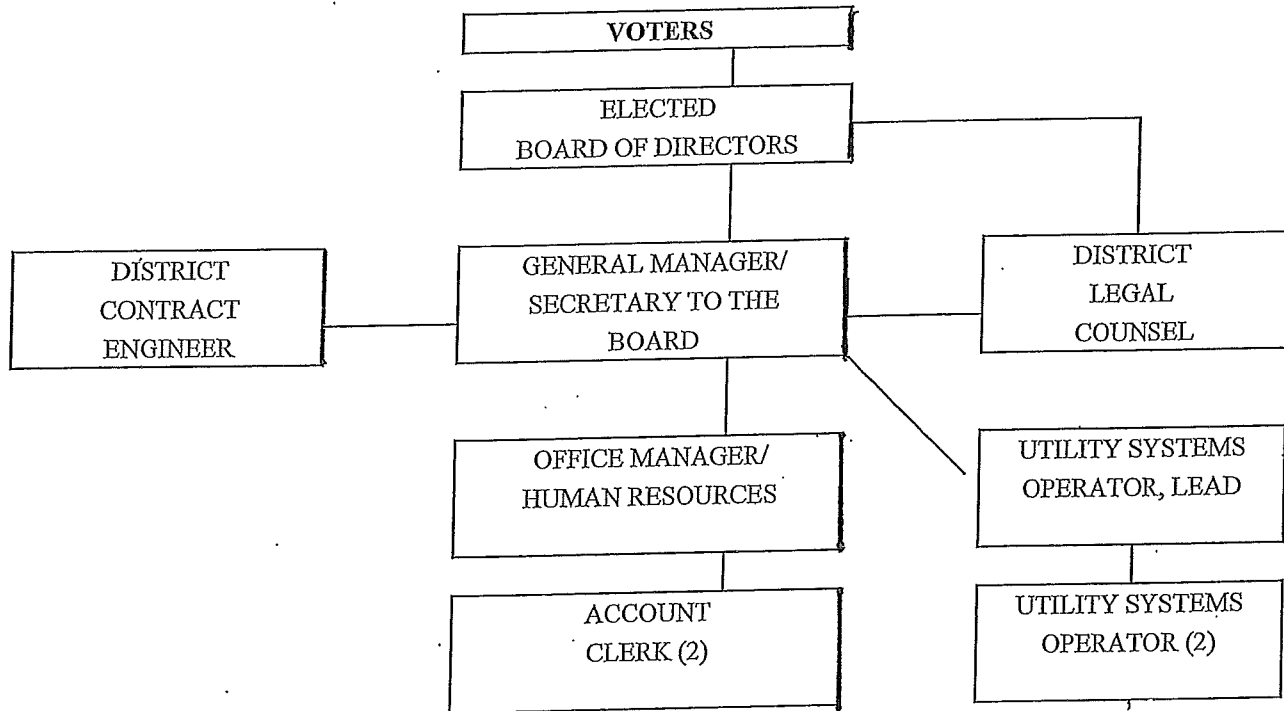 VOTERS
ELECTED
BOARD OF DIRECTORS
DISTRICT
CONTRACT
ENGINEER
GENERAL MANAGER/
SECRETARY TO THE
BOARD
DISTRICT
LEGAL
COUNSEL
OFFICE MANAGER/
HUMAN RESOURCES
UTILITY SYSTEMS
OPERATOR, LEAD
ACCOUNT
CLERK (2)
UTILITY SYSTEMS
OPERATOR (2)